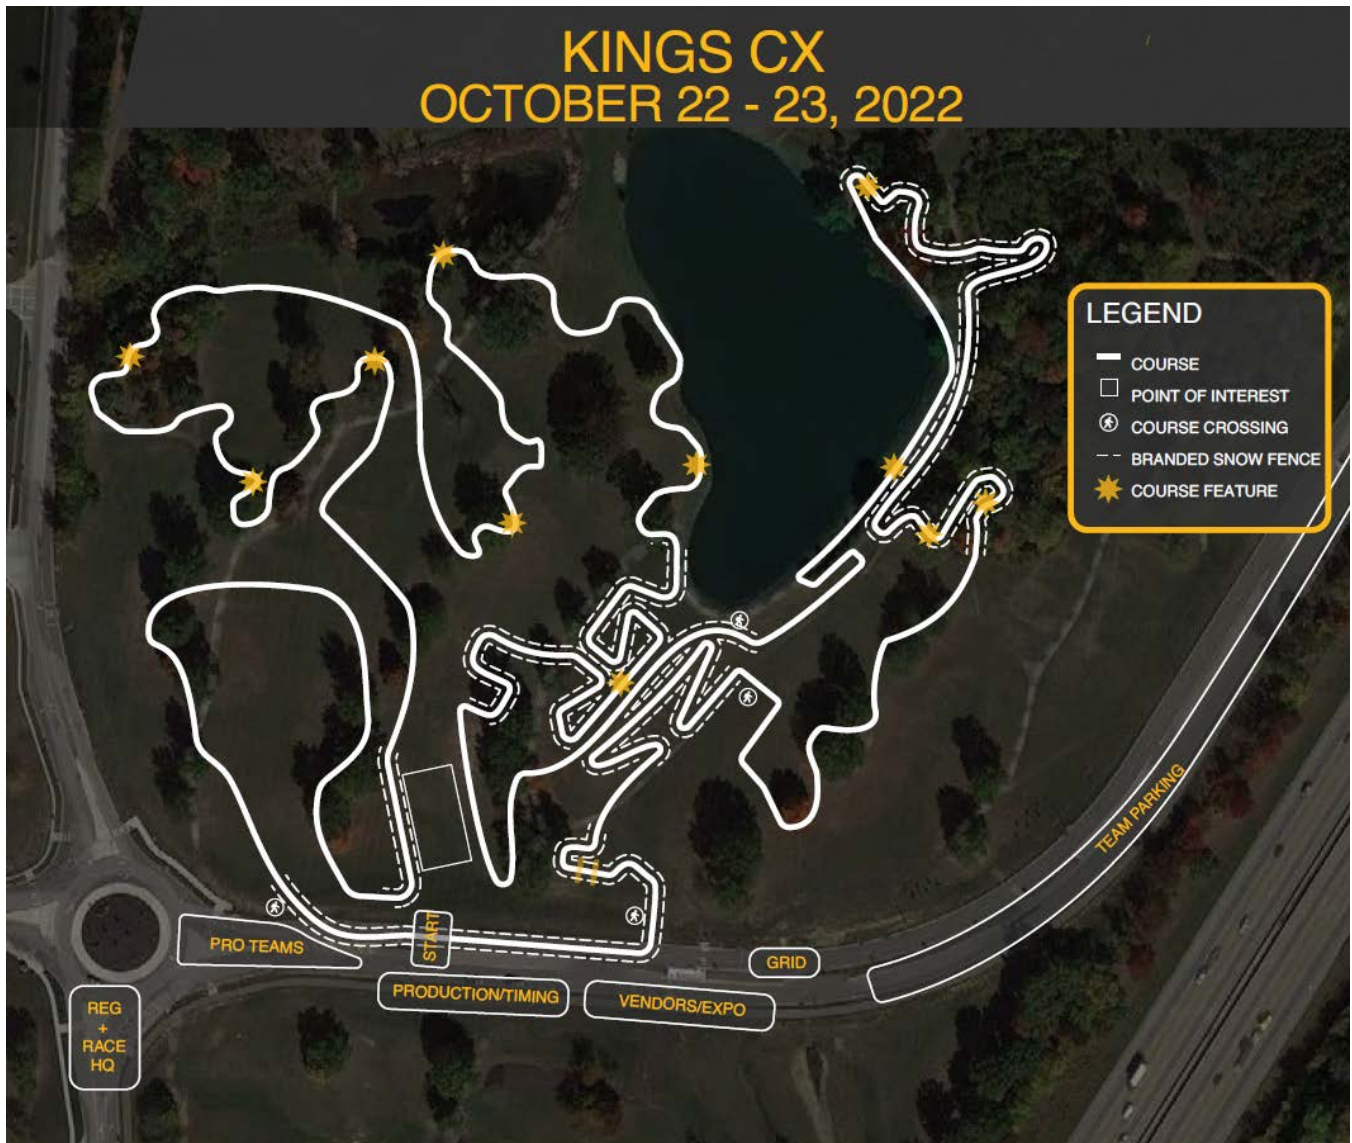 KINGS CX
OCTOBER 22 - 23, 2022
LEGEND
COURSE
POINT OF INTEREST
COURSE CROSSING
BRANDED SNOW FENCE
COURSE FEATURE
TEAM PARKING
START
PRO TEAMS
GRID
PRODUCTION/TIMING
VENDORS/EXPO
REG
+
RACE
HQ